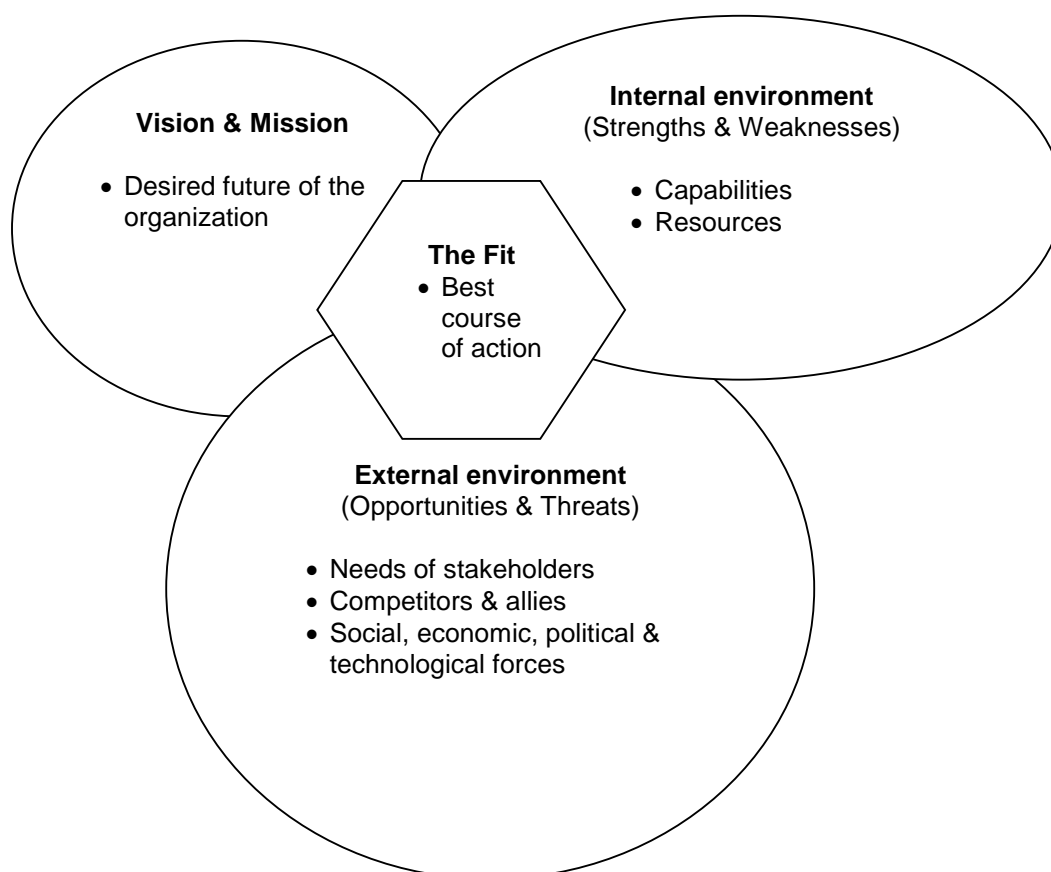 Vision & Mission
• Desired future of the
organization
Internal environment
(Strengths & Weaknesses)
• Capabilities
• Resources
The Fit
• Best
course
of action
External environment
(Opportunities & Threats)
• Needs of stakeholders
• Competitors & allies
• Social, economic, political &
technological forces